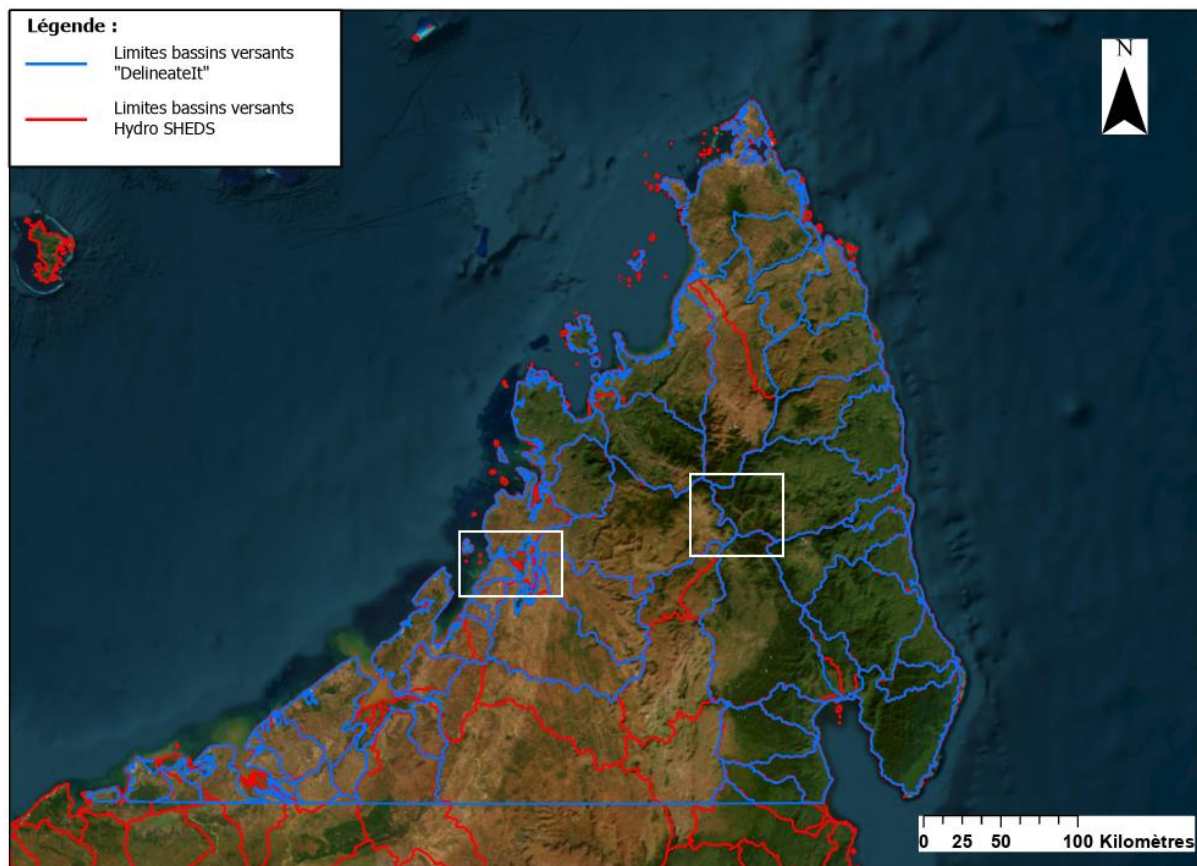 Légende :
Limites bassins versants
"DelineateIt"
Limites bassins versants
Hydro SHEDS
N
0 25 50 100 Kilomètres